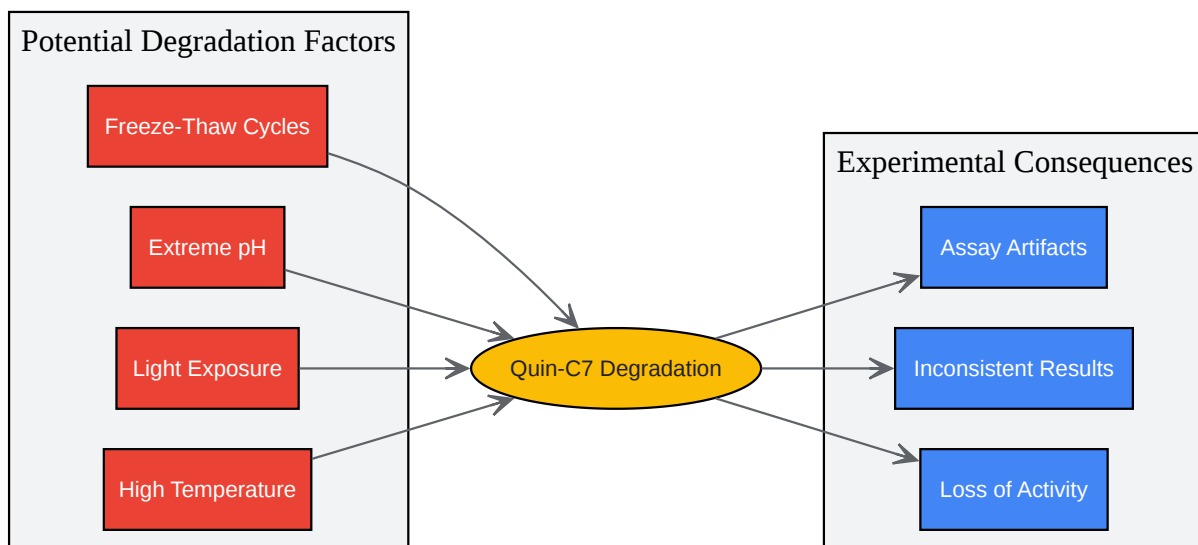 Potential Degradation Factors
Freeze-Thaw Cycles
Extreme pH
Light Exposure
High Temperature
Quin-C7 Degradation
Experimental Consequences
Assay Artifacts
Inconsistent Results
Loss of Activity